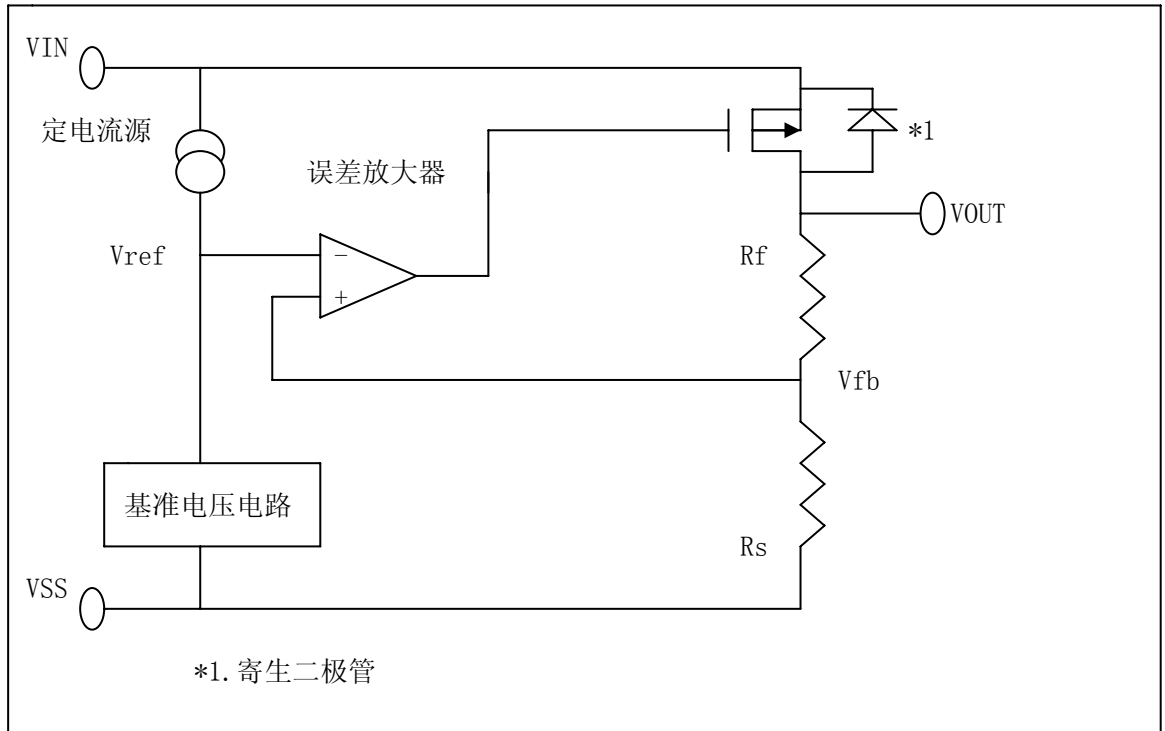 VIN
定电流源
*1
误差放大器
VOUT
Vref
-
Rf
+
Vfb
基准电压电路
Rs
VSS
*1.寄生二极管